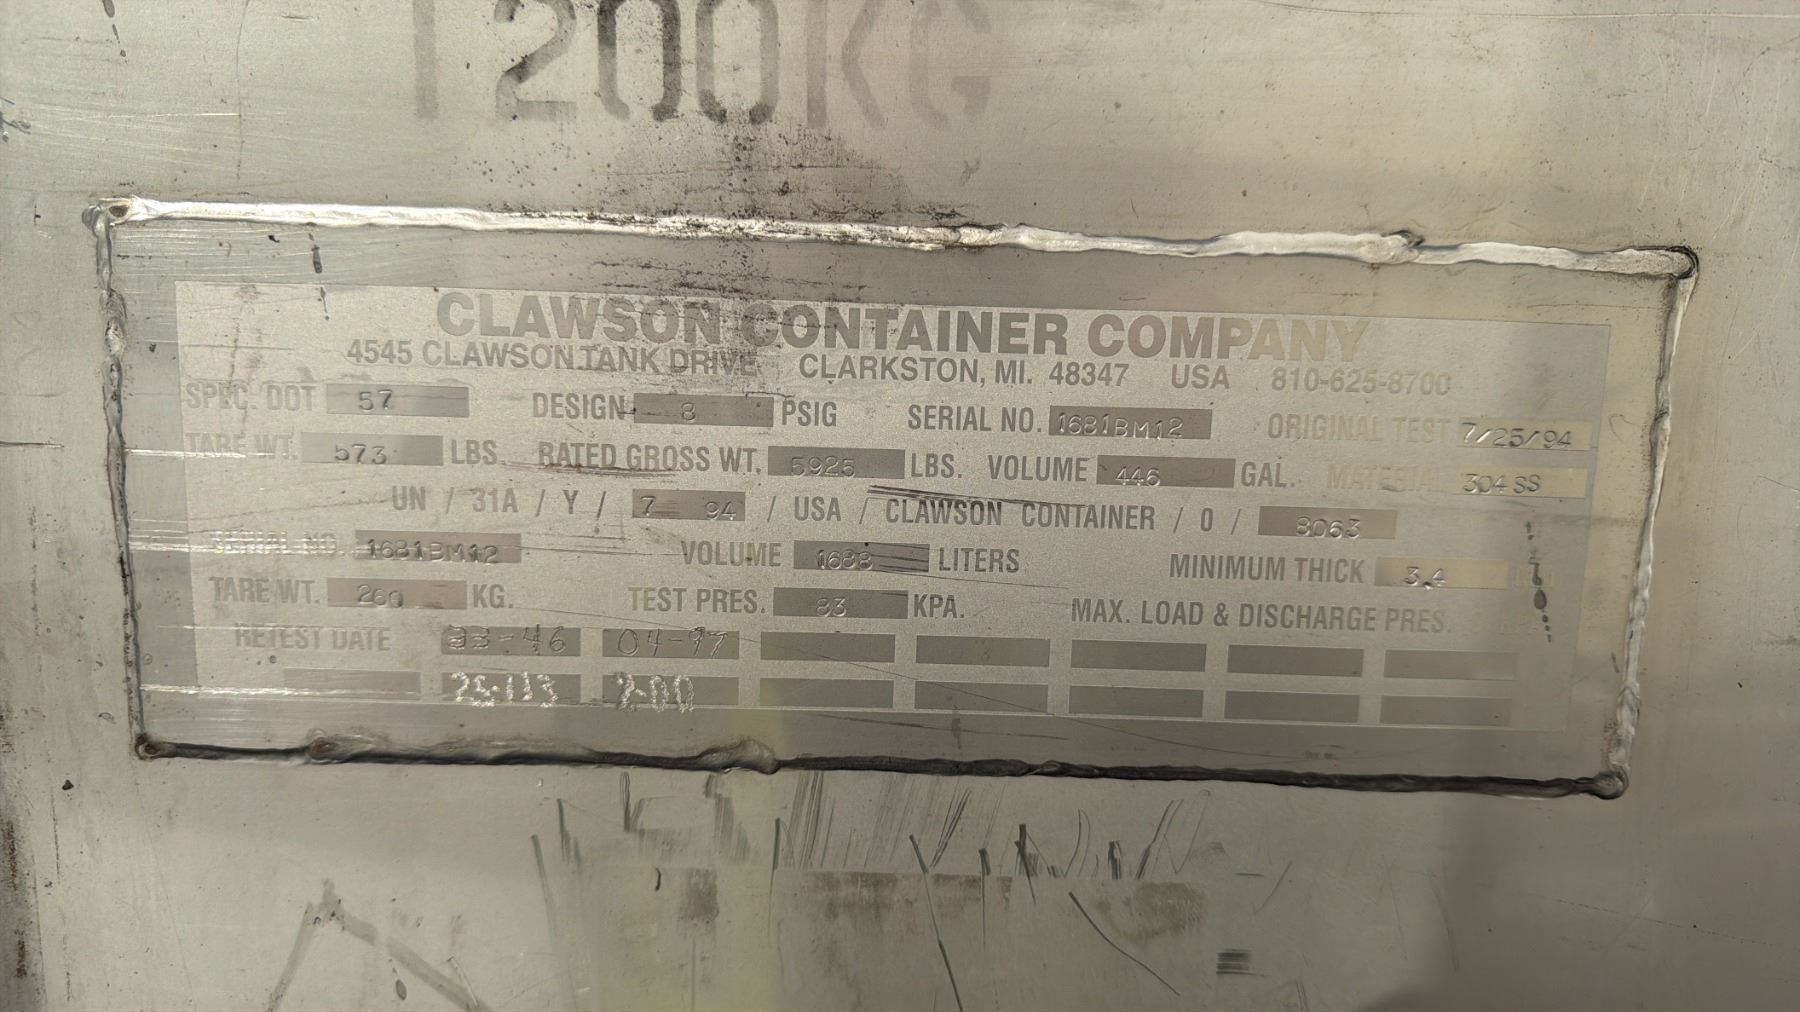 1200KG
CLAWSON CONTAINER COMPANY
4545 CLAWSON TANK DRIVE CLARKSTON, MI. 48347 USA 810-625-8700
SPEC. DOT 57 DESIGN 8 PSIG SERIAL NO. 1681BM12 ORIGINAL TEST 7/25/94
TARE WT. 573 LBS. RATED GROSS WT. 5925 LBS. VOLUME 446 GAL. MATERIAL 304 SS
UN / 31A / Y / 7 94 / USA / CLAWSON CONTAINER / 0 / 8063
SERIAL NO. 1681BM12 VOLUME 1688 LITERS MINIMUM THICK 3.4
TARE WT. 260 KG. TEST PRES. 83 KPA. MAX. LOAD & DISCHARGE PRES.
RETEST DATE 33-46 04-97